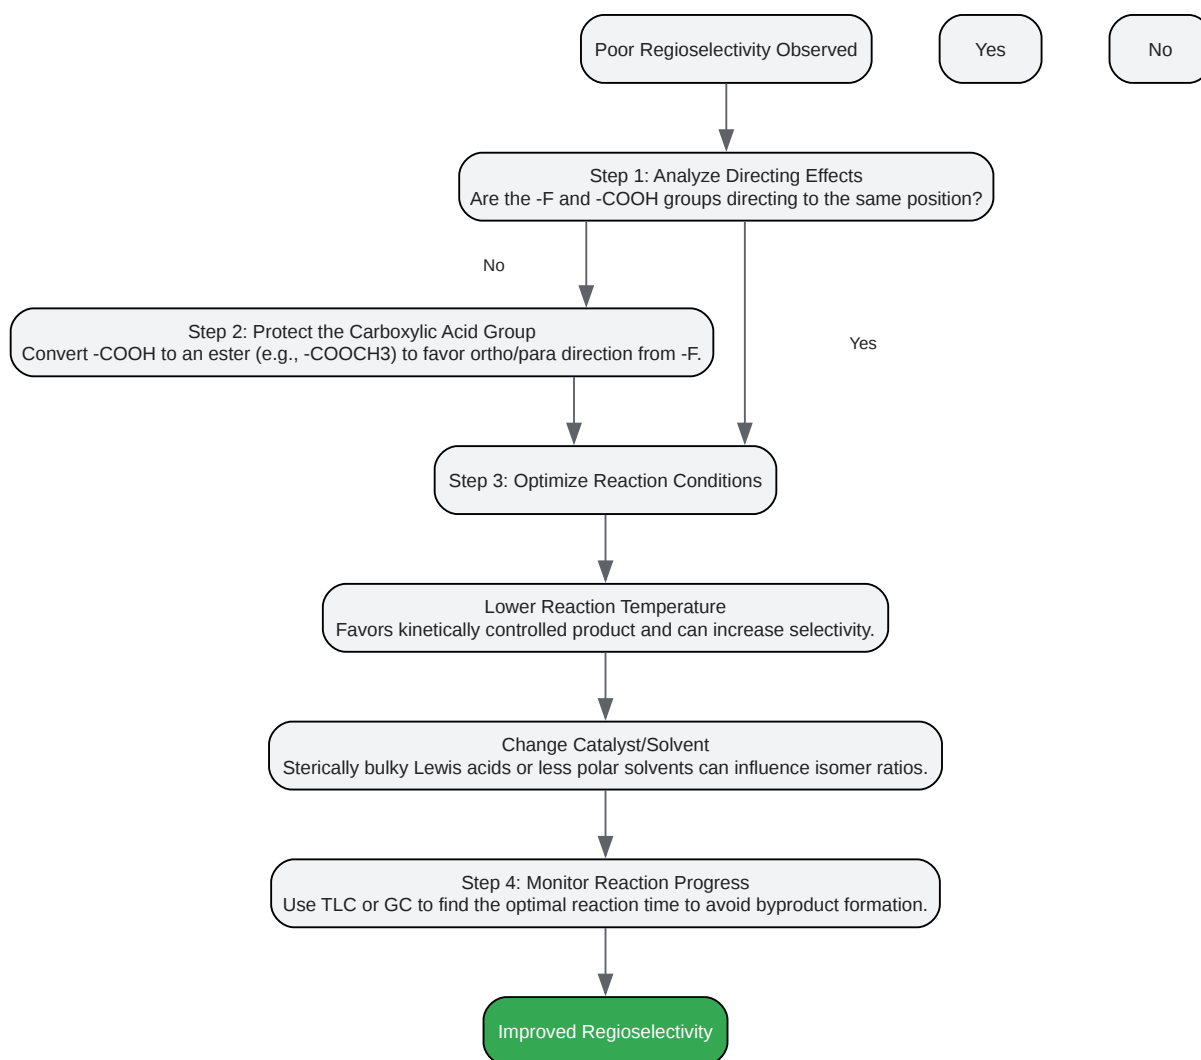 Poor Regioselectivity Observed
Yes
No
Step 1: Analyze Directing Effects
Are the -F and -COOH groups directing to the same position?
No
Step 2: Protect the Carboxylic Acid Group
Convert -COOH to an ester (e.g., -COOCH3) to favor ortho/para direction from -F.
Yes
Step 3: Optimize Reaction Conditions
Lower Reaction Temperature
Favors kinetically controlled product and can increase selectivity.
Change Catalyst/Solvent
Sterically bulky Lewis acids or less polar solvents can influence isomer ratios.
Step 4: Monitor Reaction Progress
Use TLC or GC to find the optimal reaction time to avoid byproduct formation.
Improved Regioselectivity